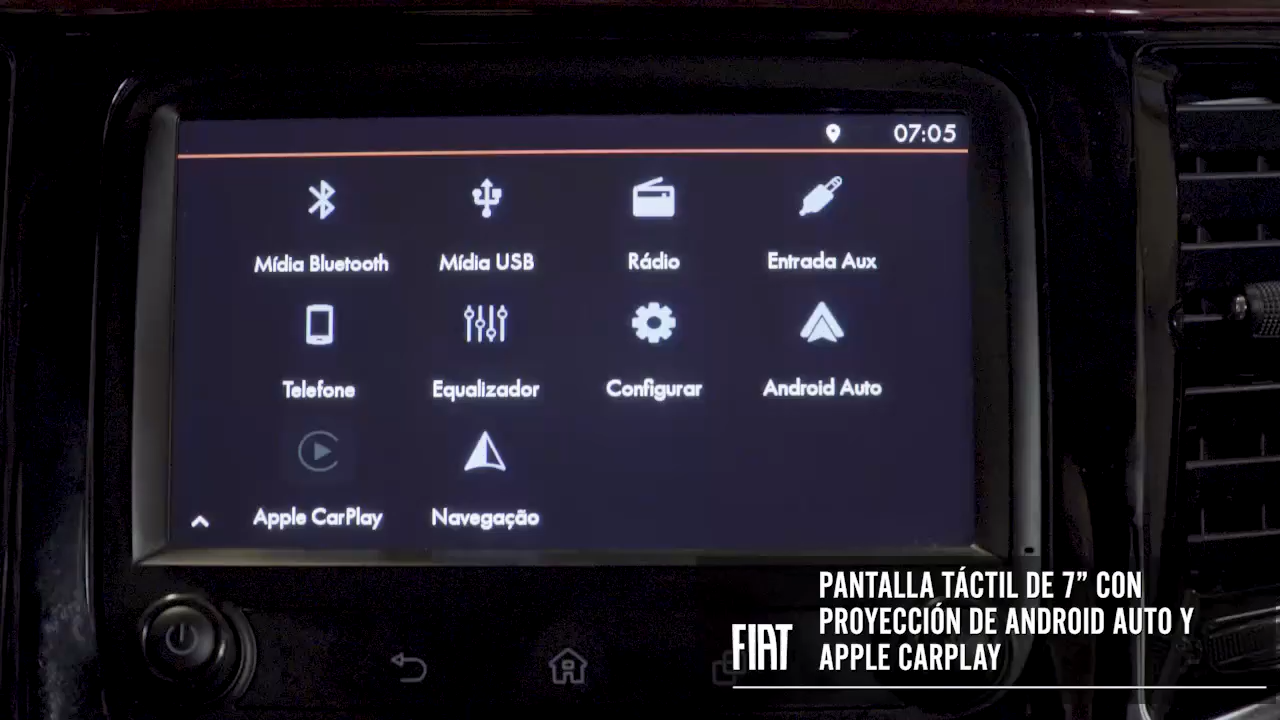 07:05
Mídia Bluetooth
Mídia USB
Rádio
Entrada Aux
Telefone
Equalizador
Configurar
Android Auto
Apple CarPlay
Navegação
FIAT
PANTALLA TÁCTIL DE 7” CON
PROYECCIÓN DE ANDROID AUTO Y
APPLE CARPLAY